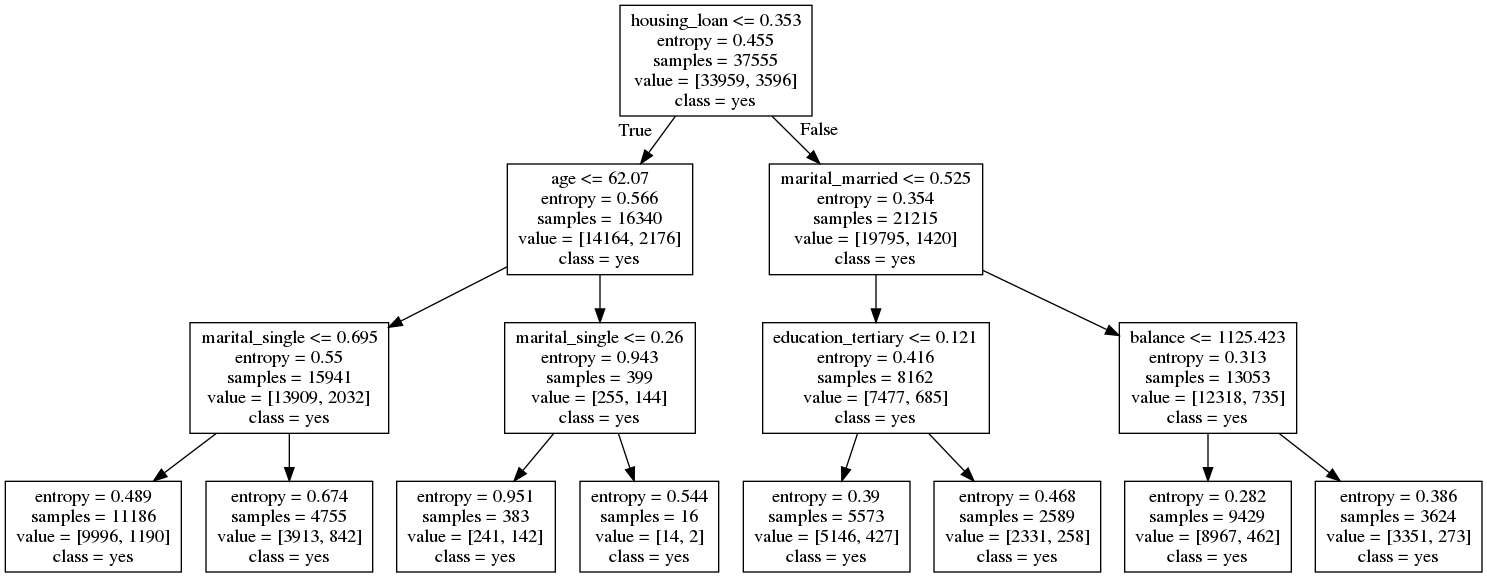 housing_loan <= 0.353
entropy = 0.455
samples = 37555
value = [33959, 3596]
class = yes
True
False
age <= 62.07
entropy = 0.566
samples = 16340
value = [14164, 2176]
class = yes
marital_married <= 0.525
entropy = 0.354
samples = 21215
value = [19795, 1420]
class = yes
marital_single <= 0.695
entropy = 0.55
samples = 15941
value = [13909, 2032]
class = yes
marital_single <= 0.26
entropy = 0.943
samples = 399
value = [255, 144]
class = yes
education_tertiary <= 0.121
entropy = 0.416
samples = 8162
value = [7477, 685]
class = yes
balance <= 1125.423
entropy = 0.313
samples = 13053
value = [12318, 735]
class = yes
entropy = 0.489
samples = 11186
value = [9996, 1190]
class = yes
entropy = 0.674
samples = 4755
value = [3913, 842]
class = yes
entropy = 0.951
samples = 383
value = [241, 142]
class = yes
entropy = 0.544
samples = 16
value = [14, 2]
class = yes
entropy = 0.39
samples = 5573
value = [5146, 427]
class = yes
entropy = 0.468
samples = 2589
value = [2331, 258]
class = yes
entropy = 0.282
samples = 9429
value = [8967, 462]
class = yes
entropy = 0.386
samples = 3624
value = [3351, 273]
class = yes